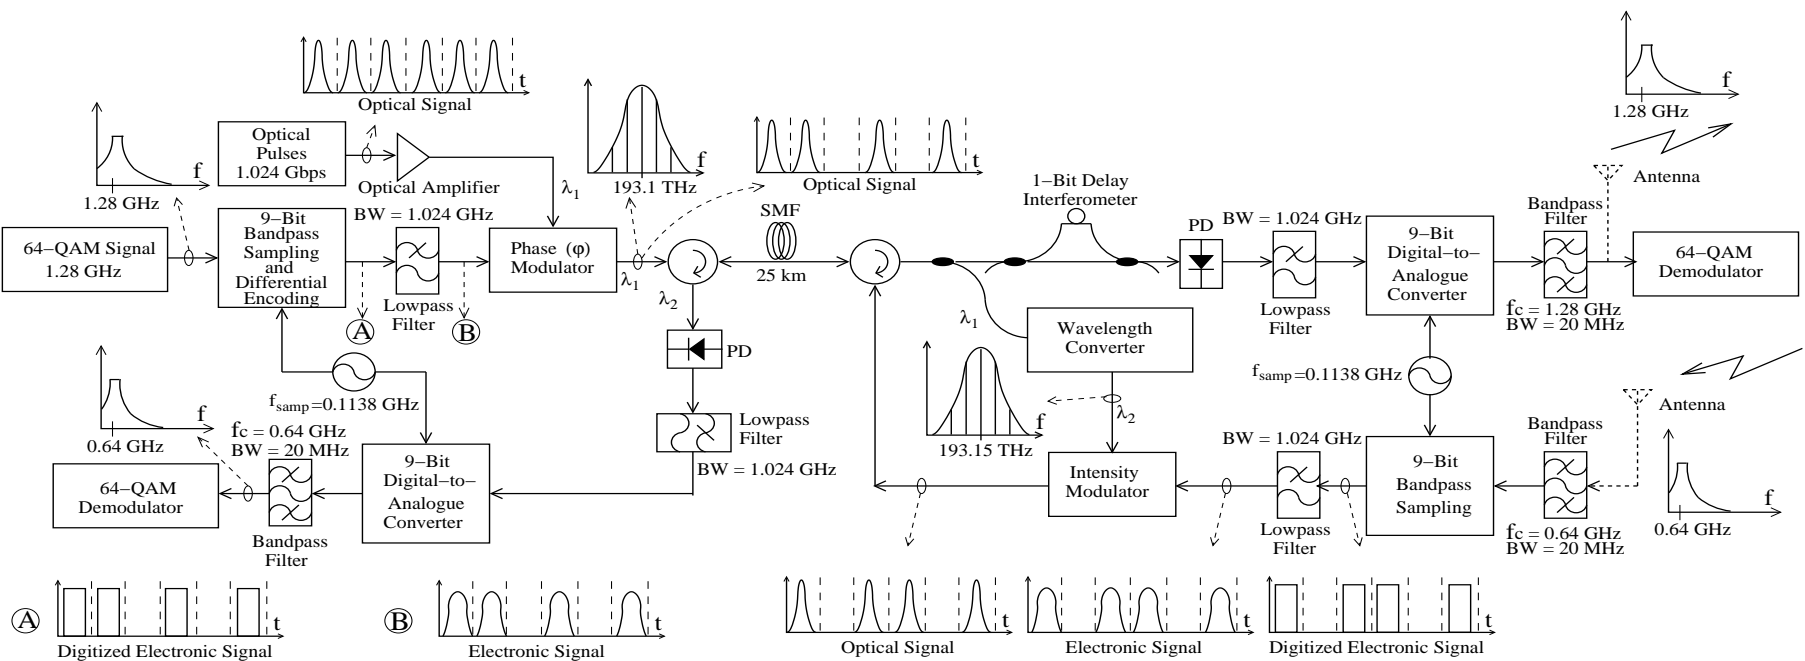 t
Optical Signal
f
1.28 GHz
Optical
Pulses
1.024 Gbps
Optical Amplifier
λ1
f
193.1 THz
t
Optical Signal
f
1.28 GHz
64-QAM Signal
1.28 GHz
9-Bit
Bandpass
Sampling
and
Differential
Encoding
BW = 1.024 GHz
Lowpass
Filter
A
B
Phase (φ)
Modulator
λ1
λ2
SMF
25 km
1-Bit Delay
Interferometer
PD
BW = 1.024 GHz
Lowpass
Filter
9-Bit
Digital-to-
Analogue
Converter
Bandpass
Filter
fc = 1.28 GHz
BW = 20 MHz
Antenna
64-QAM
Demodulator
λ1
Wavelength
Converter
f
193.15 THz
λ2
fsamp=0.1138 GHz
PD
Lowpass
Filter
BW = 1.024 GHz
fsamp=0.1138 GHz
f
0.64 GHz
fc = 0.64 GHz
BW = 20 MHz
64-QAM
Demodulator
Bandpass
Filter
9-Bit
Digital-to-
Analogue
Converter
Intensity
Modulator
BW = 1.024 GHz
Lowpass
Filter
9-Bit
Bandpass
Sampling
Bandpass
Filter
fc = 0.64 GHz
BW = 20 MHz
Antenna
f
0.64 GHz
A
t
Digitized Electronic Signal
B
t
Electronic Signal
t
Optical Signal
t
Electronic Signal
t
Digitized Electronic Signal